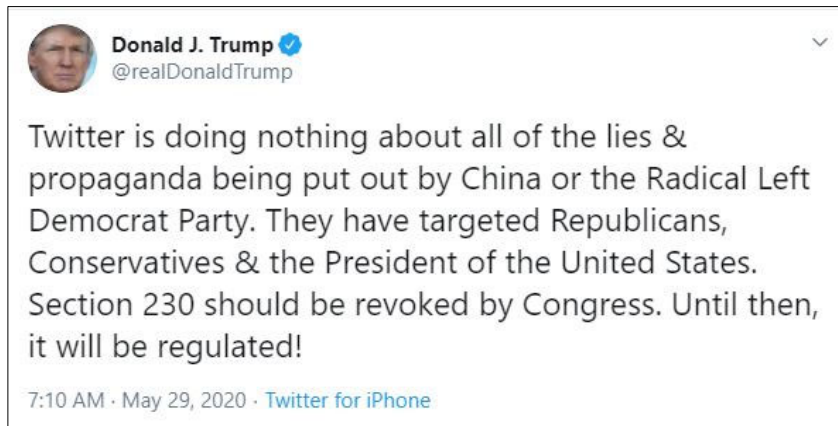 Donald J. Trump
@realDonaldTrump
Twitter is doing nothing about all of the lies &
propaganda being put out by China or the Radical Left
Democrat Party. They have targeted Republicans,
Conservatives & the President of the United States.
Section 230 should be revoked by Congress. Until then,
it will be regulated!
7:10 AM · May 29, 2020 · Twitter for iPhone